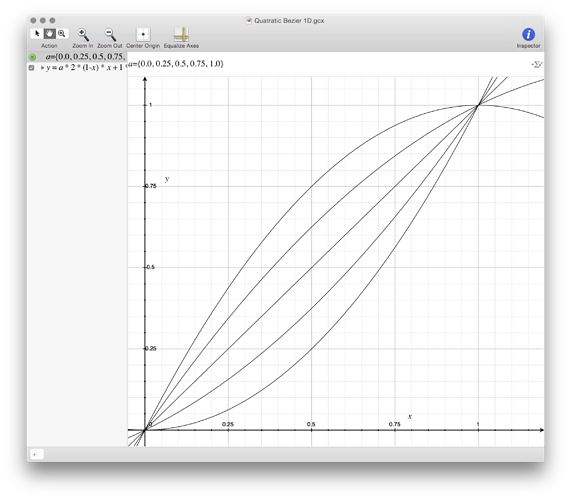 Quatratic Bezier 1D.gcx
Action Zoom In Zoom Out Center Origin Equalize Axes Inspector
a={0.0, 0.25, 0.5, 0.75,
y = a * 2 * (1-x) * x + 1
a={0.0, 0.25, 0.5, 0.75, 1.0}
1
y
0.75
0.5
0.25
x
0 0.25 0.5 0.75 1